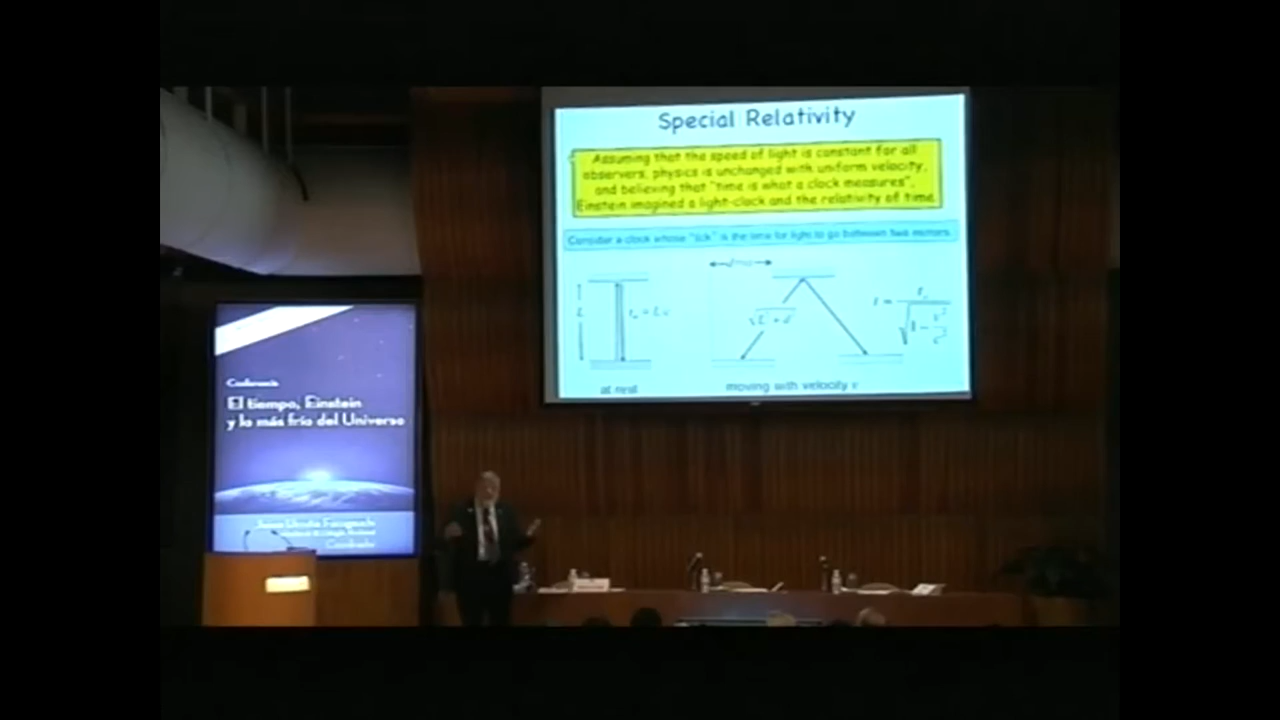 Special Relativity
Assuming that the speed of light is constant for all
observers, physics is unchanged with uniform velocity,
and believing that "time is what a clock measures",
Einstein imagined a light-clock and the relativity of time.
Consider a clock whose "tick" is the time for light to go between two mirrors.
L
at rest
moving with velocity v
Conferencia
El tiempo, Einstein
y lo más frío del Universo
Coordinador